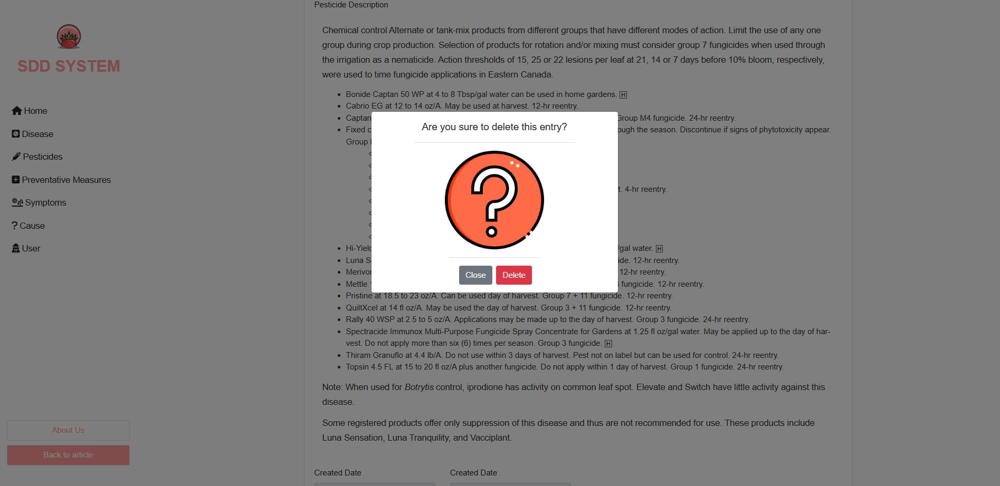 SDD SYSTEM
Home
Disease
Pesticides
Preventative Measures
Symptoms
Cause
User
About Us
Back to article
Pesticide Description
Chemical control Alternate or tank-mix products from different groups that have different modes of action. Limit the use of any one
group during crop production. Selection of products for rotation and/or mixing must consider group 7 fungicides when used through
the irrigation as a nematicide. Action thresholds of 15, 25 or 22 lesions per leaf at 21, 14 or 7 days before 10% bloom, respectively,
were used to time fungicide applications in Eastern Canada.
Bonide Captan 50 WP at 4 to 8 Tbsp/gal water can be used in home gardens. H
Cabrio EG at 12 to 14 oz/A. May be used at harvest. 12-hr reentry.
Captan Group M4 fungicide. 24-hr reentry.
Fixed the season. Discontinue if signs of phytotoxicity appear.
Group
t. 4-hr reentry.
Hi-Yield /gal water. H
Luna 12-hr reentry.
Merivon 12-hr reentry.
Mettle fungicide. 12-hr reentry.
Pristine at 18.5 to 23 oz/A. Can be used day of harvest. Group 7 + 11 fungicide. 12-hr reentry.
QuiltXcel at 14 fl oz/A. May be used the day of harvest. Group 3 + 11 fungicide. 12-hr reentry.
Rally 40 WSP at 2.5 to 5 oz/A. Applications may be made up to the day of harvest. Group 3 fungicide. 24-hr reentry.
Spectracide Immunox Multi-Purpose Fungicide Spray Concentrate for Gardens at 1.25 fl oz/gal water. May be applied up to the day of har-
vest. Do not apply more than six (6) times per season. Group 3 fungicide. H
Thiram Granuflo at 4.4 lb/A. Do not use within 3 days of harvest. Pest not on label but can be used for control. 24-hr reentry.
Topsin 4.5 FL at 15 to 20 fl oz/A plus another fungicide. Do not apply within 1 day of harvest. Group 1 fungicide. 24-hr reentry.
Note: When used for Botrytis control, iprodione has activity on common leaf spot. Elevate and Switch have little activity against this
disease.
Some registered products offer only suppression of this disease and thus are not recommended for use. These products include
Luna Sensation, Luna Tranquility, and Vacciplant.
Created Date Created Date
Are you sure to delete this entry?
?
Close Delete